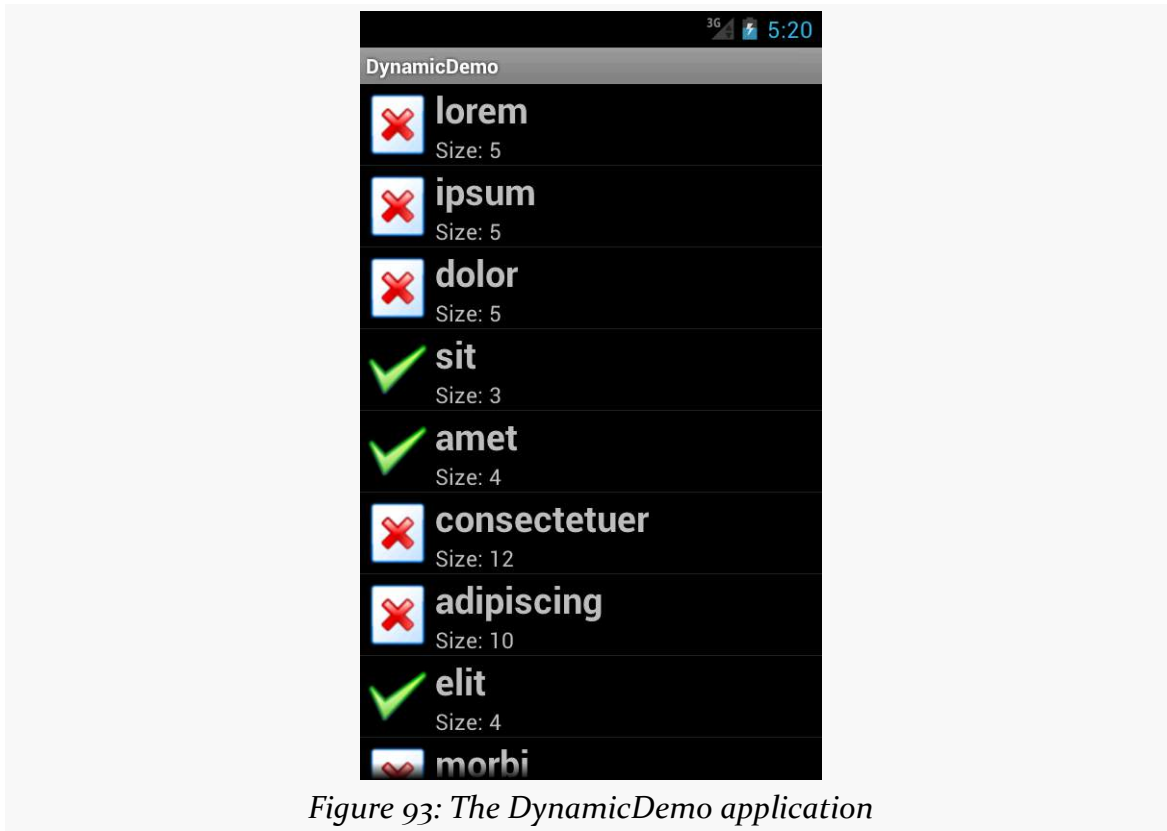 3G 5:20
DynamicDemo
lorem
Size: 5
ipsum
Size: 5
dolor
Size: 5
sit
Size: 3
amet
Size: 4
consectetuer
Size: 12
adipiscing
Size: 10
elit
Size: 4
morbi
Figure 93: The DynamicDemo application